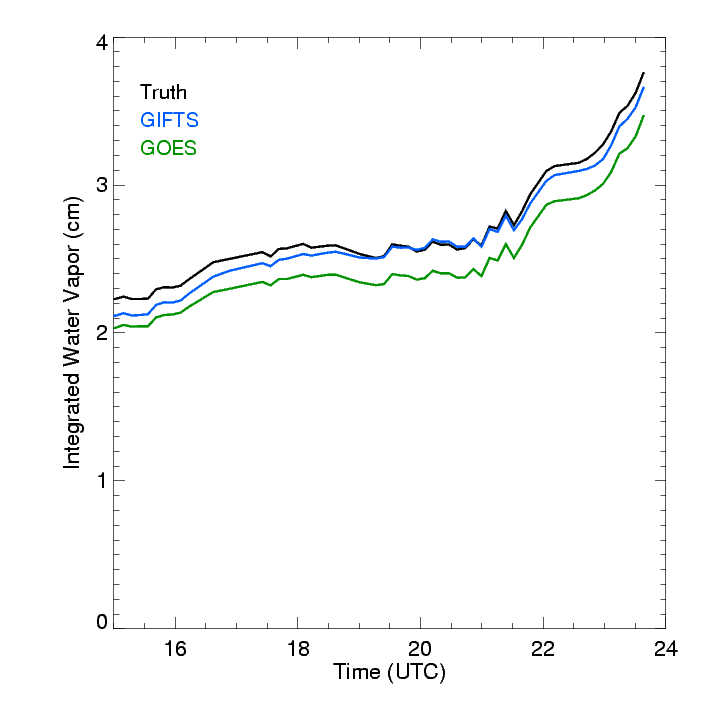 4
Truth
GIFTS
GOES
3
2
1
0
Integrated Water Vapor (cm)
16 18 20 22 24
Time (UTC)